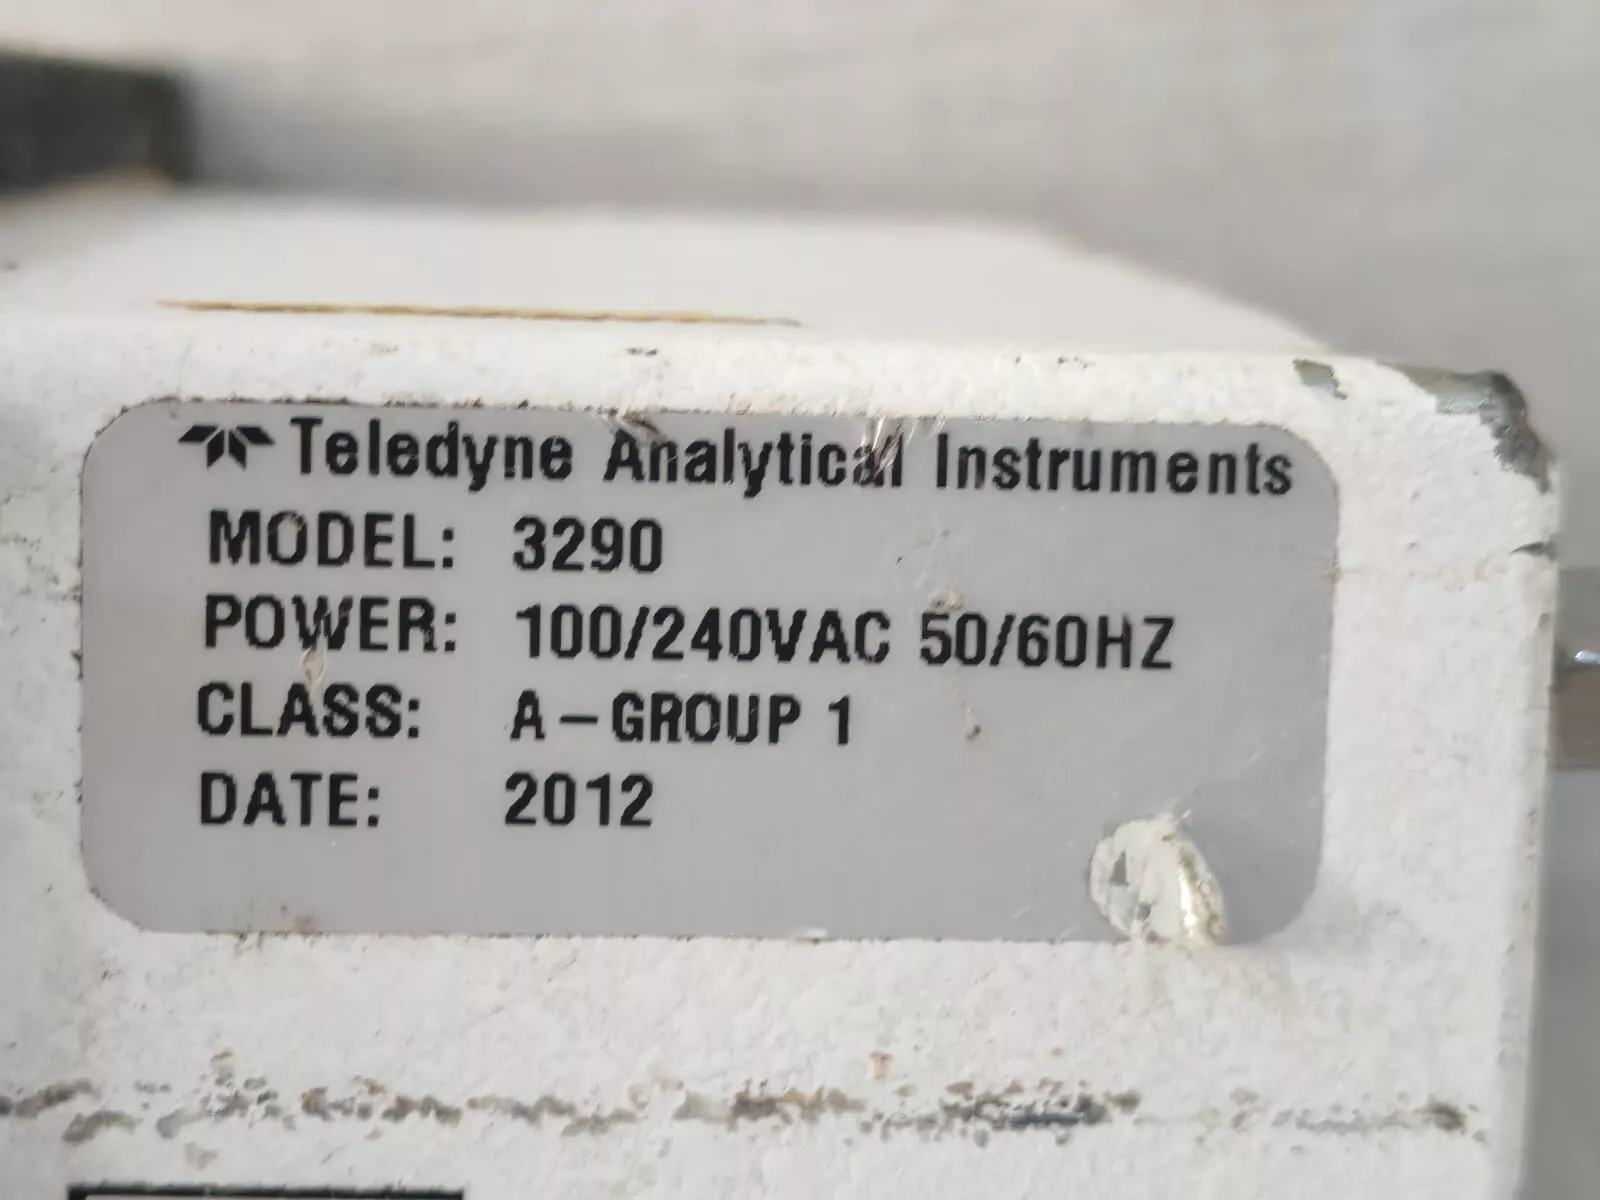 Teledyne Analytical Instruments
MODEL: 3290
POWER: 100/240VAC 50/60HZ
CLASS: A-GROUP 1
DATE: 2012